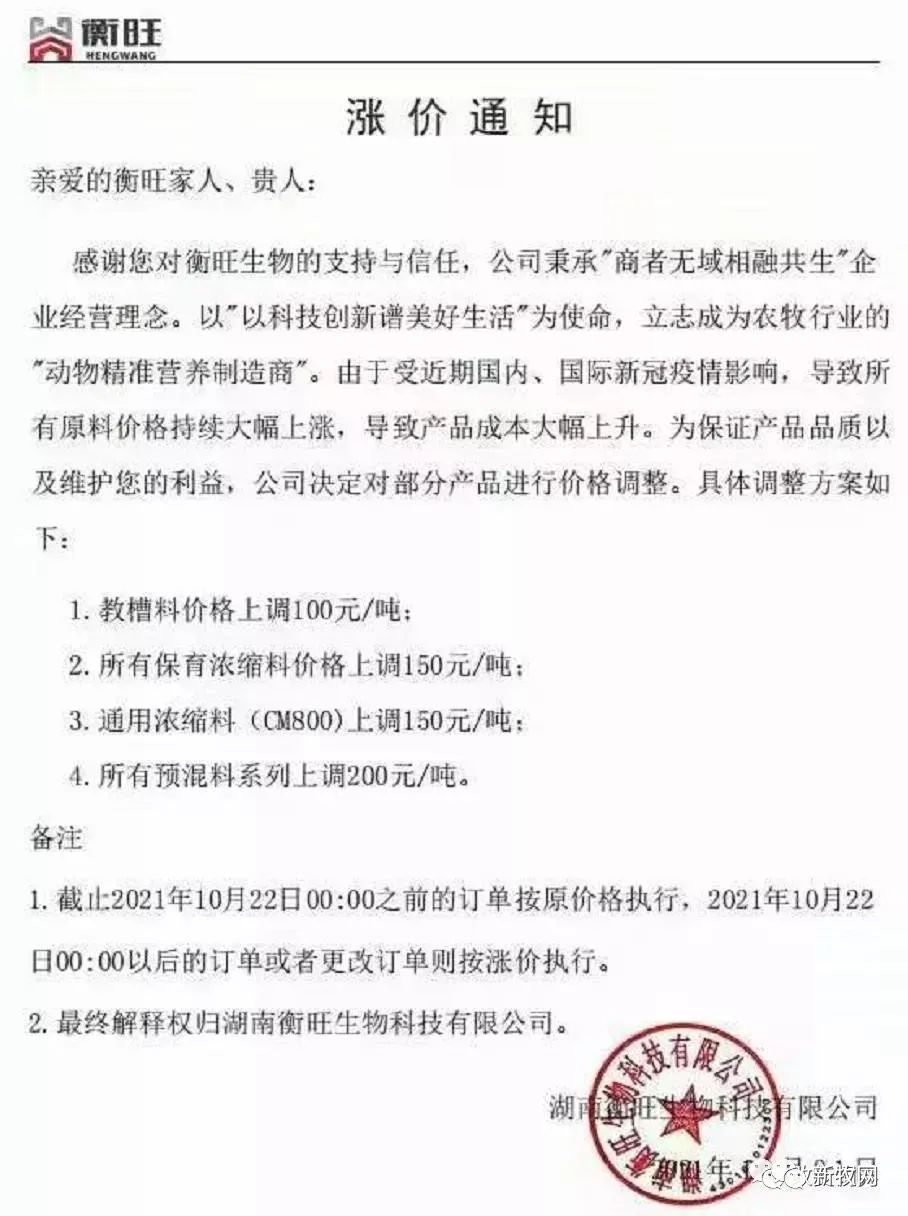 衡旺
HENGWANG
涨价通知
亲爱的衡旺家人、贵人:
感谢您对衡旺生物的支持与信任，公司秉承"商者无域相融共生"企
业经营理念。以"以科技创新谱美好生活"为使命，立志成为农牧行业的
"动物精准营养制造商"。由于受近期国内、国际新冠疫情影响，导致所
有原料价格持续大幅上涨，导致产品成本大幅上升。为保证产品品质以
及维护您的利益，公司决定对部分产品进行价格调整。具体调整方案如
下:
1.教槽料价格上调100元/吨;
2.所有保育浓缩料价格上调150元/吨;
3.通用浓缩料（CM800)上调150元/吨;
4.所有预混料系列上调200元/吨。
备注
1.截止2021年10月22日00:00之前的订单按原价格执行，2021年10月22
日00:00以后的订单或者更改订单则按涨价执行。
2.最终解释权归湖南衡旺生物科技有限公司。
湖南衡旺生物科技有限公司
湖南衡旺生物科技有限公司
年 月21日
新牧网